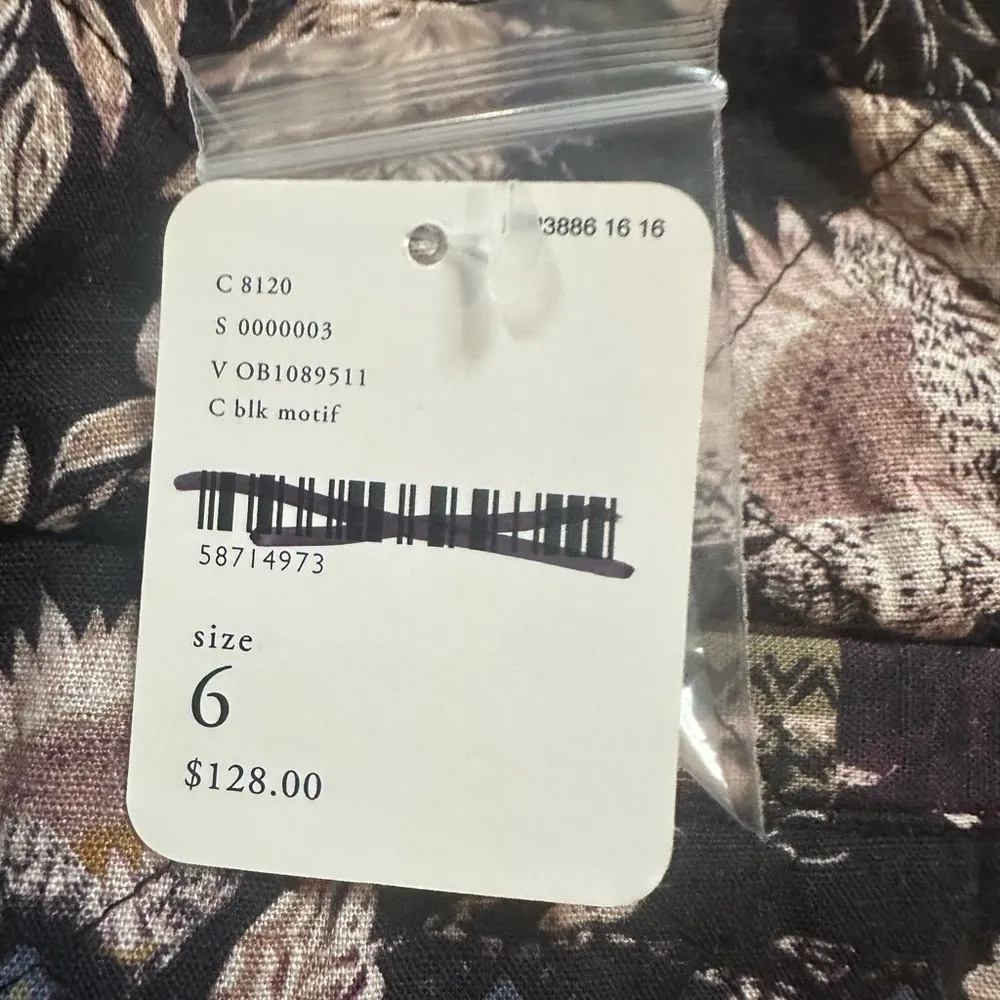 3886 16 16
C 8120
S 0000003
V OB1089511
C blk motif
58714973
size
6
$128.00